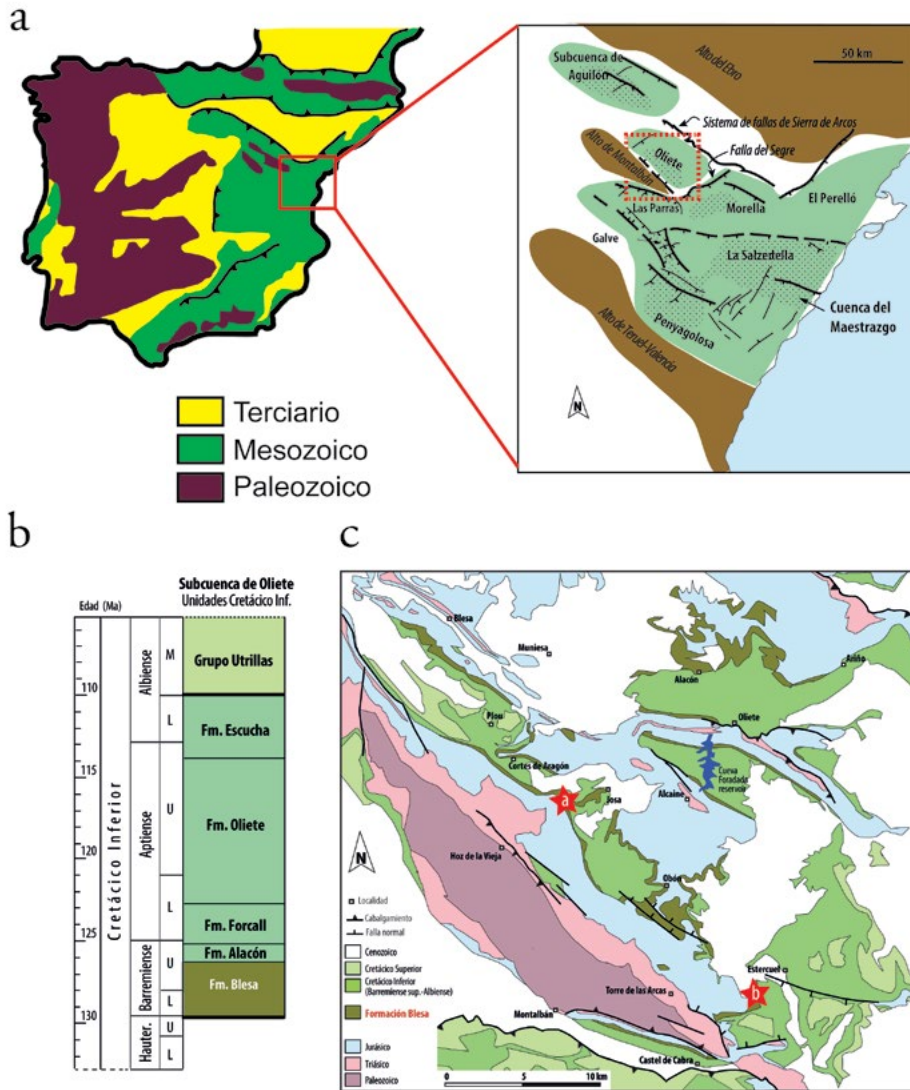 a
Terciario
Mesozoico
Paleozoico
Subcuenca de
Aguilón
Alto del Ebro
50 km
Sistema de fallas de Sierra de Arcos
Falla del Segre
Alto de Montalbán
Oliete
Las Parras
Morella
El Perelló
Galve
La Salzedella
Cuenca del
Maestrazgo
Penyagolosa
Alto de Teruel-Valencia
N
b
Subcuenca de Oliete
Unidades Cretácico Inf.
Edad (Ma)
Cretácico Inferior
Albiense
M
Grupo Utrillas
110
L
Fm. Escucha
115
Aptiense
U
Fm. Oliete
120
L
Fm. Forcall
125
Barremiense
U
Fm. Alacón
Fm. Blesa
L
130
Hauter.
U
L
c
Blesa
Muniesa
Ariño
Alacón
Plou
Oliete
Cortes de Aragón
Cueva
Foradada
reservoir
a
Josa
Alcaine
N
Hoz de la Vieja
Obón
Localidad
Cabalgamiento
Falla normal
Cenozoico
Cretácico Superior
Cretácico Inferior
(Barremiense sup.-Albiense)
Formación Blesa
Jurásico
Triásico
Paleozoico
Estercuel
b
Torre de las Arcas
Montalbán
Castel de Cabra
0 5 10 km